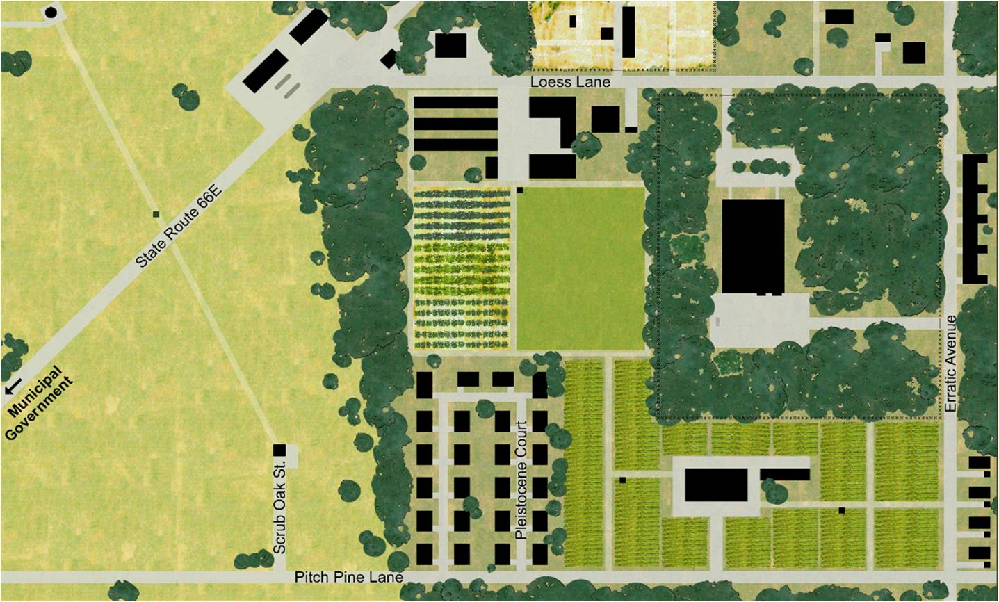 Loess Lane
State Route 66E
Municipal
Government
Erratic Avenue
Scrub Oak St.
Pleistocene Court
Pitch Pine Lane